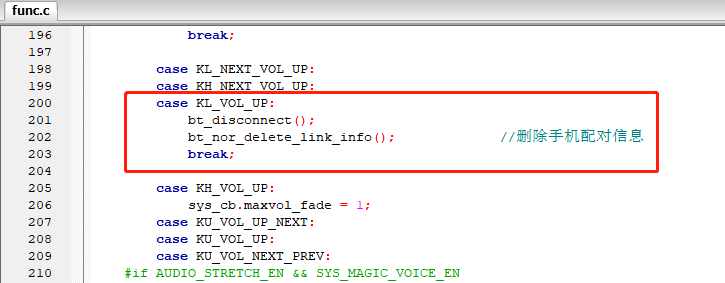 func.c
196 break;
197
198 case KL_NEXT_VOL_UP:
199 case KH_NEXT_VOL_UP:
200 case KL_VOL_UP:
201 bt_disconnect();
202 bt_nor_delete_link_info(); //删除手机配对信息
203 break;
204
205 case KH_VOL_UP:
206 sys_cb.maxvol_fade = 1;
207 case KU_VOL_UP_NEXT:
208 case KU_VOL_UP:
209 case KU_VOL_NEXT_PREV:
210 #if AUDIO_STRETCH_EN && SYS_MAGIC_VOICE_EN